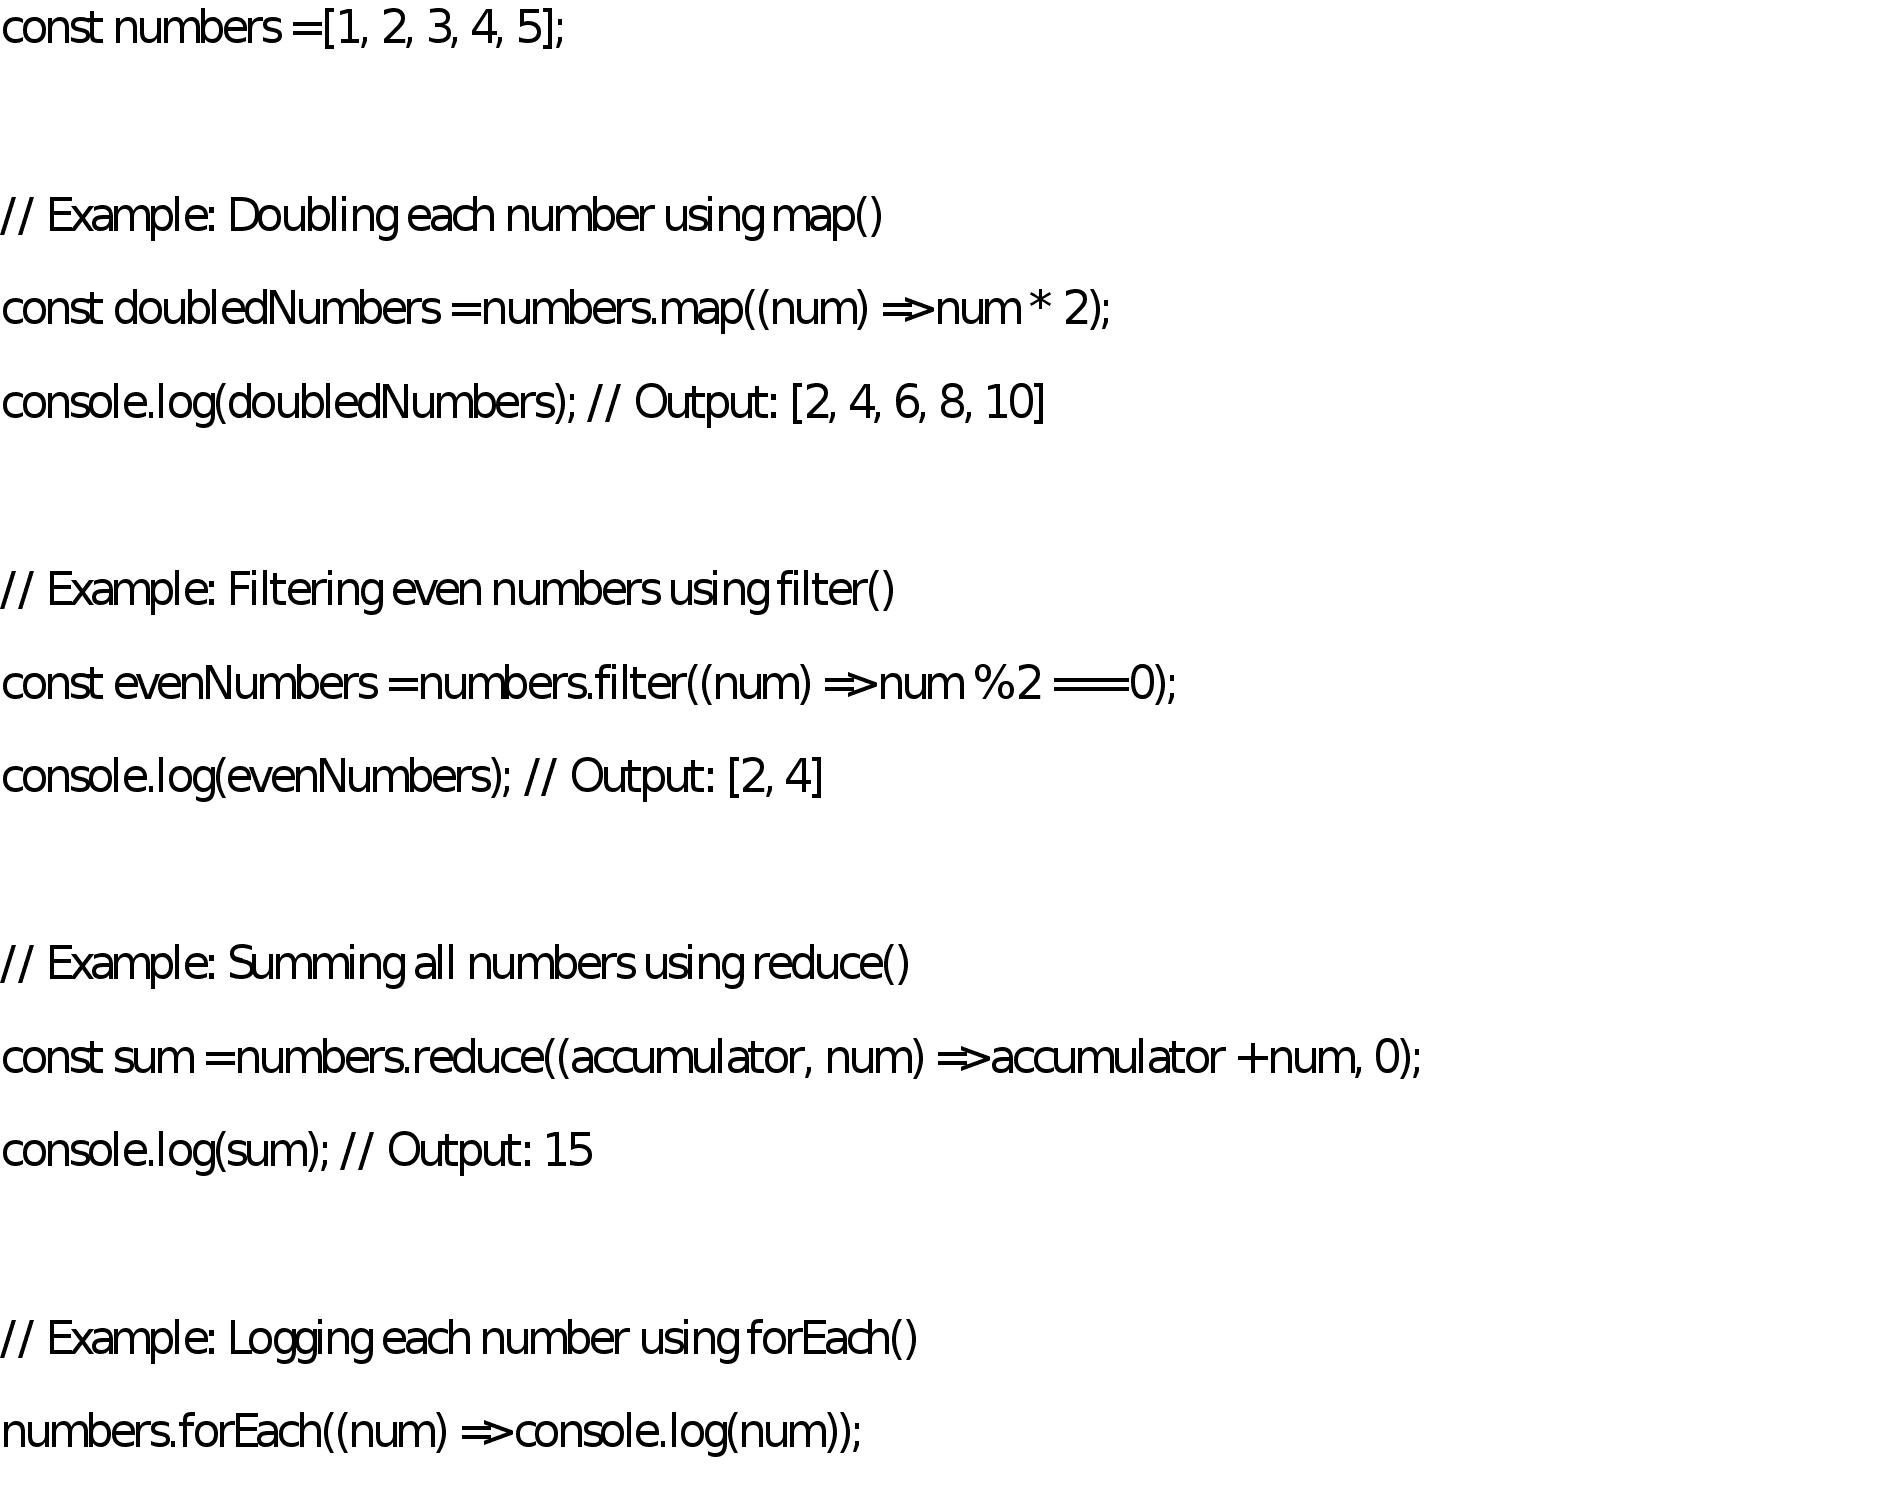 const numbers = [1, 2, 3, 4, 5];
// Example: Doubling each number using map()
const doubledNumbers = numbers.map((num) => num * 2);
console.log(doubledNumbers); // Output: [2, 4, 6, 8, 10]
// Example: Filtering even numbers using filter()
const evenNumbers = numbers.filter((num) => num % 2 === 0);
console.log(evenNumbers); // Output: [2, 4]
// Example: Summing all numbers using reduce()
const sum = numbers.reduce((accumulator, num) => accumulator + num, 0);
console.log(sum); // Output: 15
// Example: Logging each number using forEach()
numbers.forEach((num) => console.log(num));